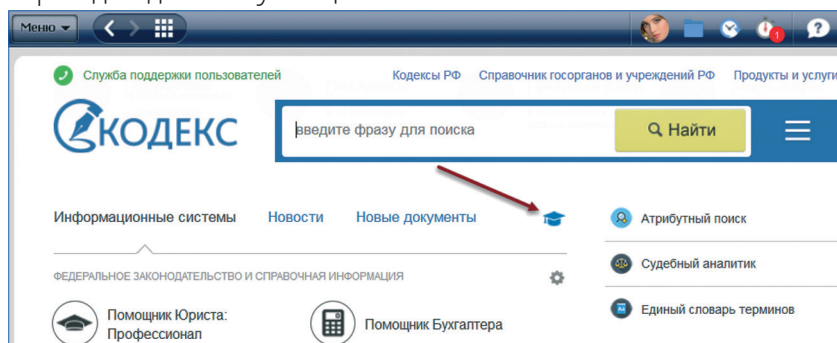 Меню
1
?
Служба поддержки пользователей
Кодексы РФ Справочник госорганов и учреждений РФ Продукты и услуги
КОДЕКС
введите фразу для поиска
Найти
Информационные системы Новости Новые документы
Атрибутный поиск
Судебный аналитик
ФЕДЕРАЛЬНОЕ ЗАКОНОДАТЕЛЬСТВО И СПРАВОЧНАЯ ИНФОРМАЦИЯ
Единый словарь терминов
Помощник Юриста:
Профессионал
Помощник Бухгалтера